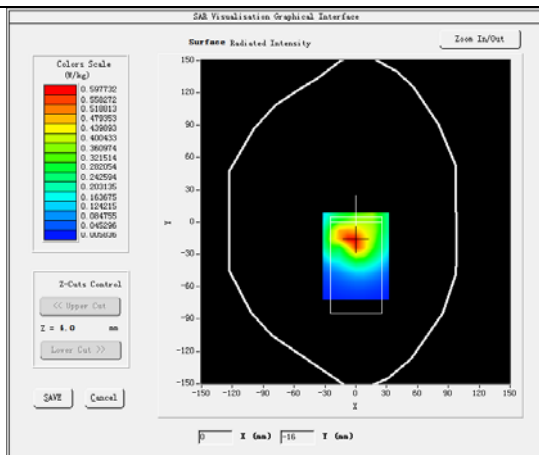 SAR Visualisation Graphical Interface
Surface Radiated Intensity
Zoom In/Out
Colors Scale
(W/kg)
0.597732
0.558272
0.518813
0.479353
0.439893
0.400433
0.360974
0.321514
0.282054
0.242594
0.203135
0.163675
0.124215
0.084755
0.045296
0.005836
150
120
90
60
30
0
-30
-60
-90
-120
-150
Y
-150 -120 -90 -60 -30 0 30 60 90 120 150
X
Z-Cuts Control
<< Upper Cut
Z = 4.0 mm
Lower Cut >>
SAVE Cancel
0 X (mm) -16 Y (mm)